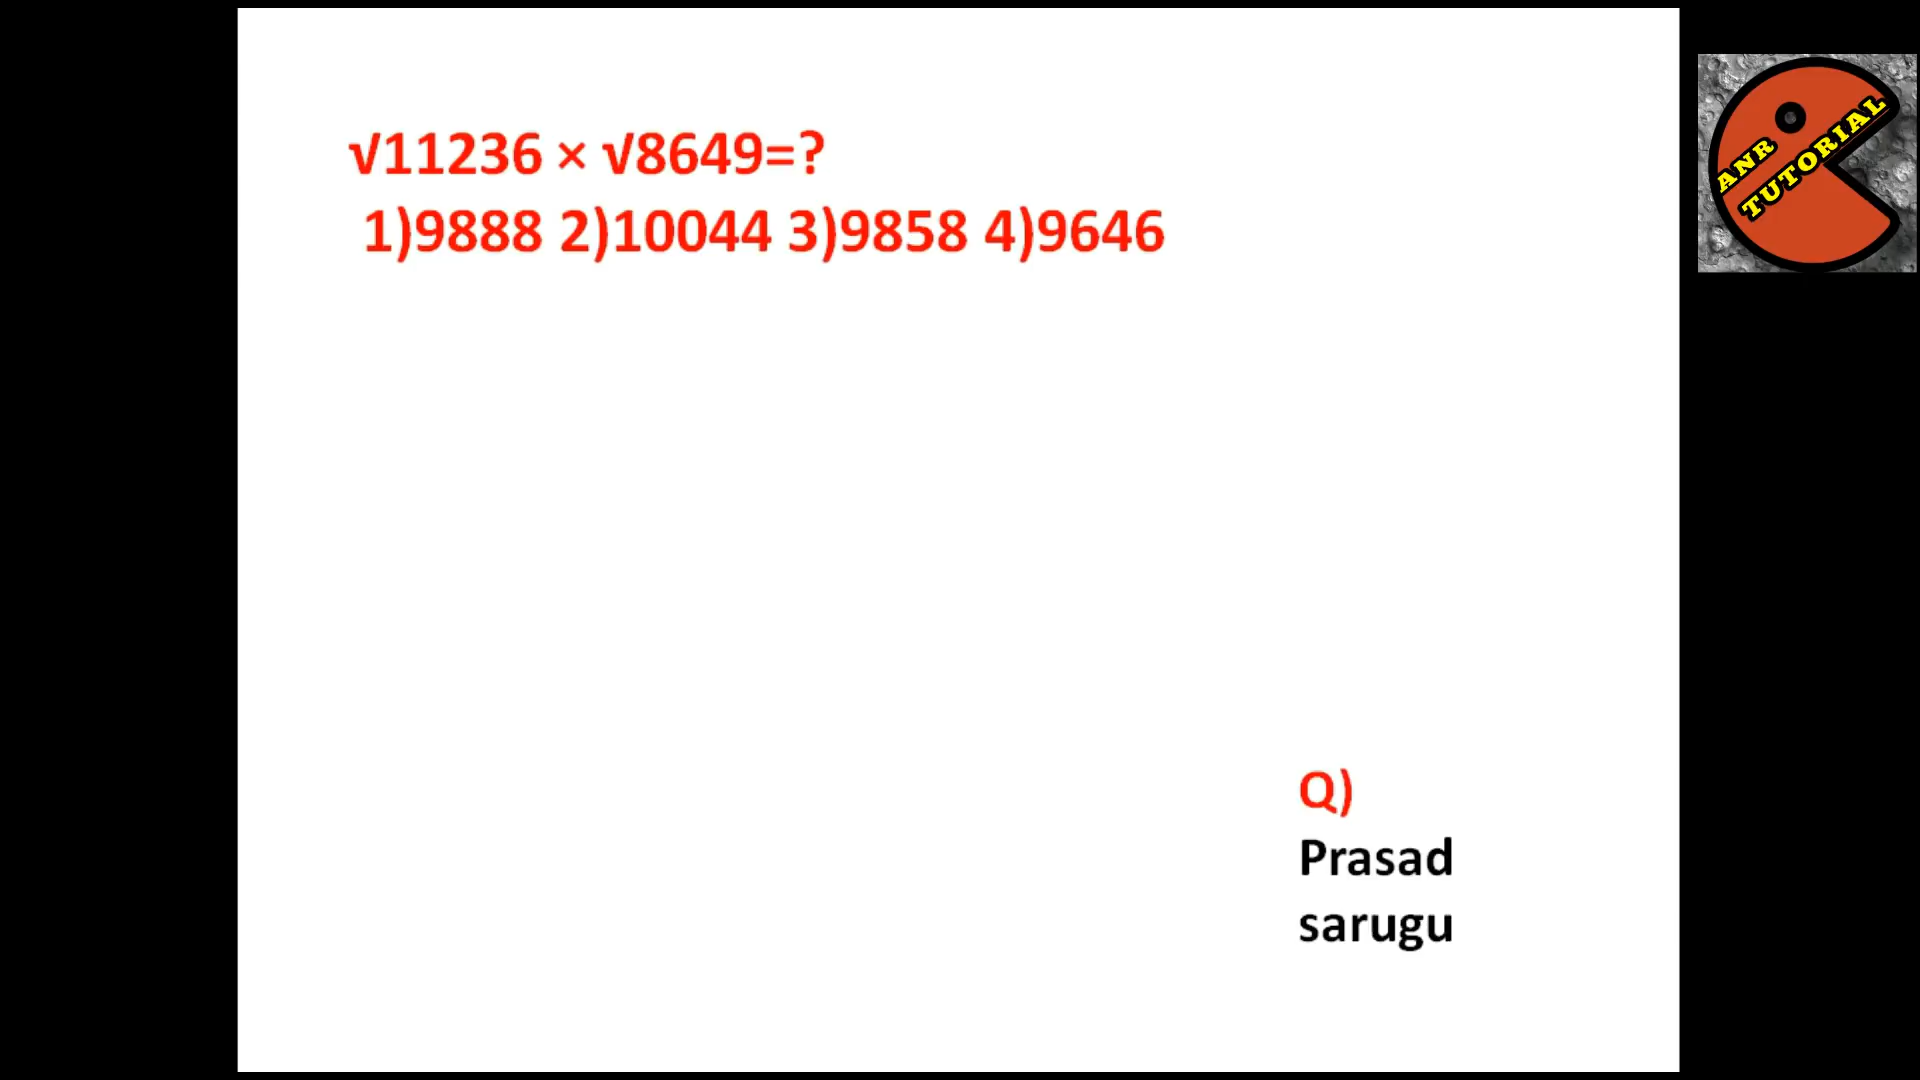 √11236 × √8649=?
1)9888 2)10044 3)9858 4)9646
ANR
TUTORIAL
Q)
Prasad
sarugu